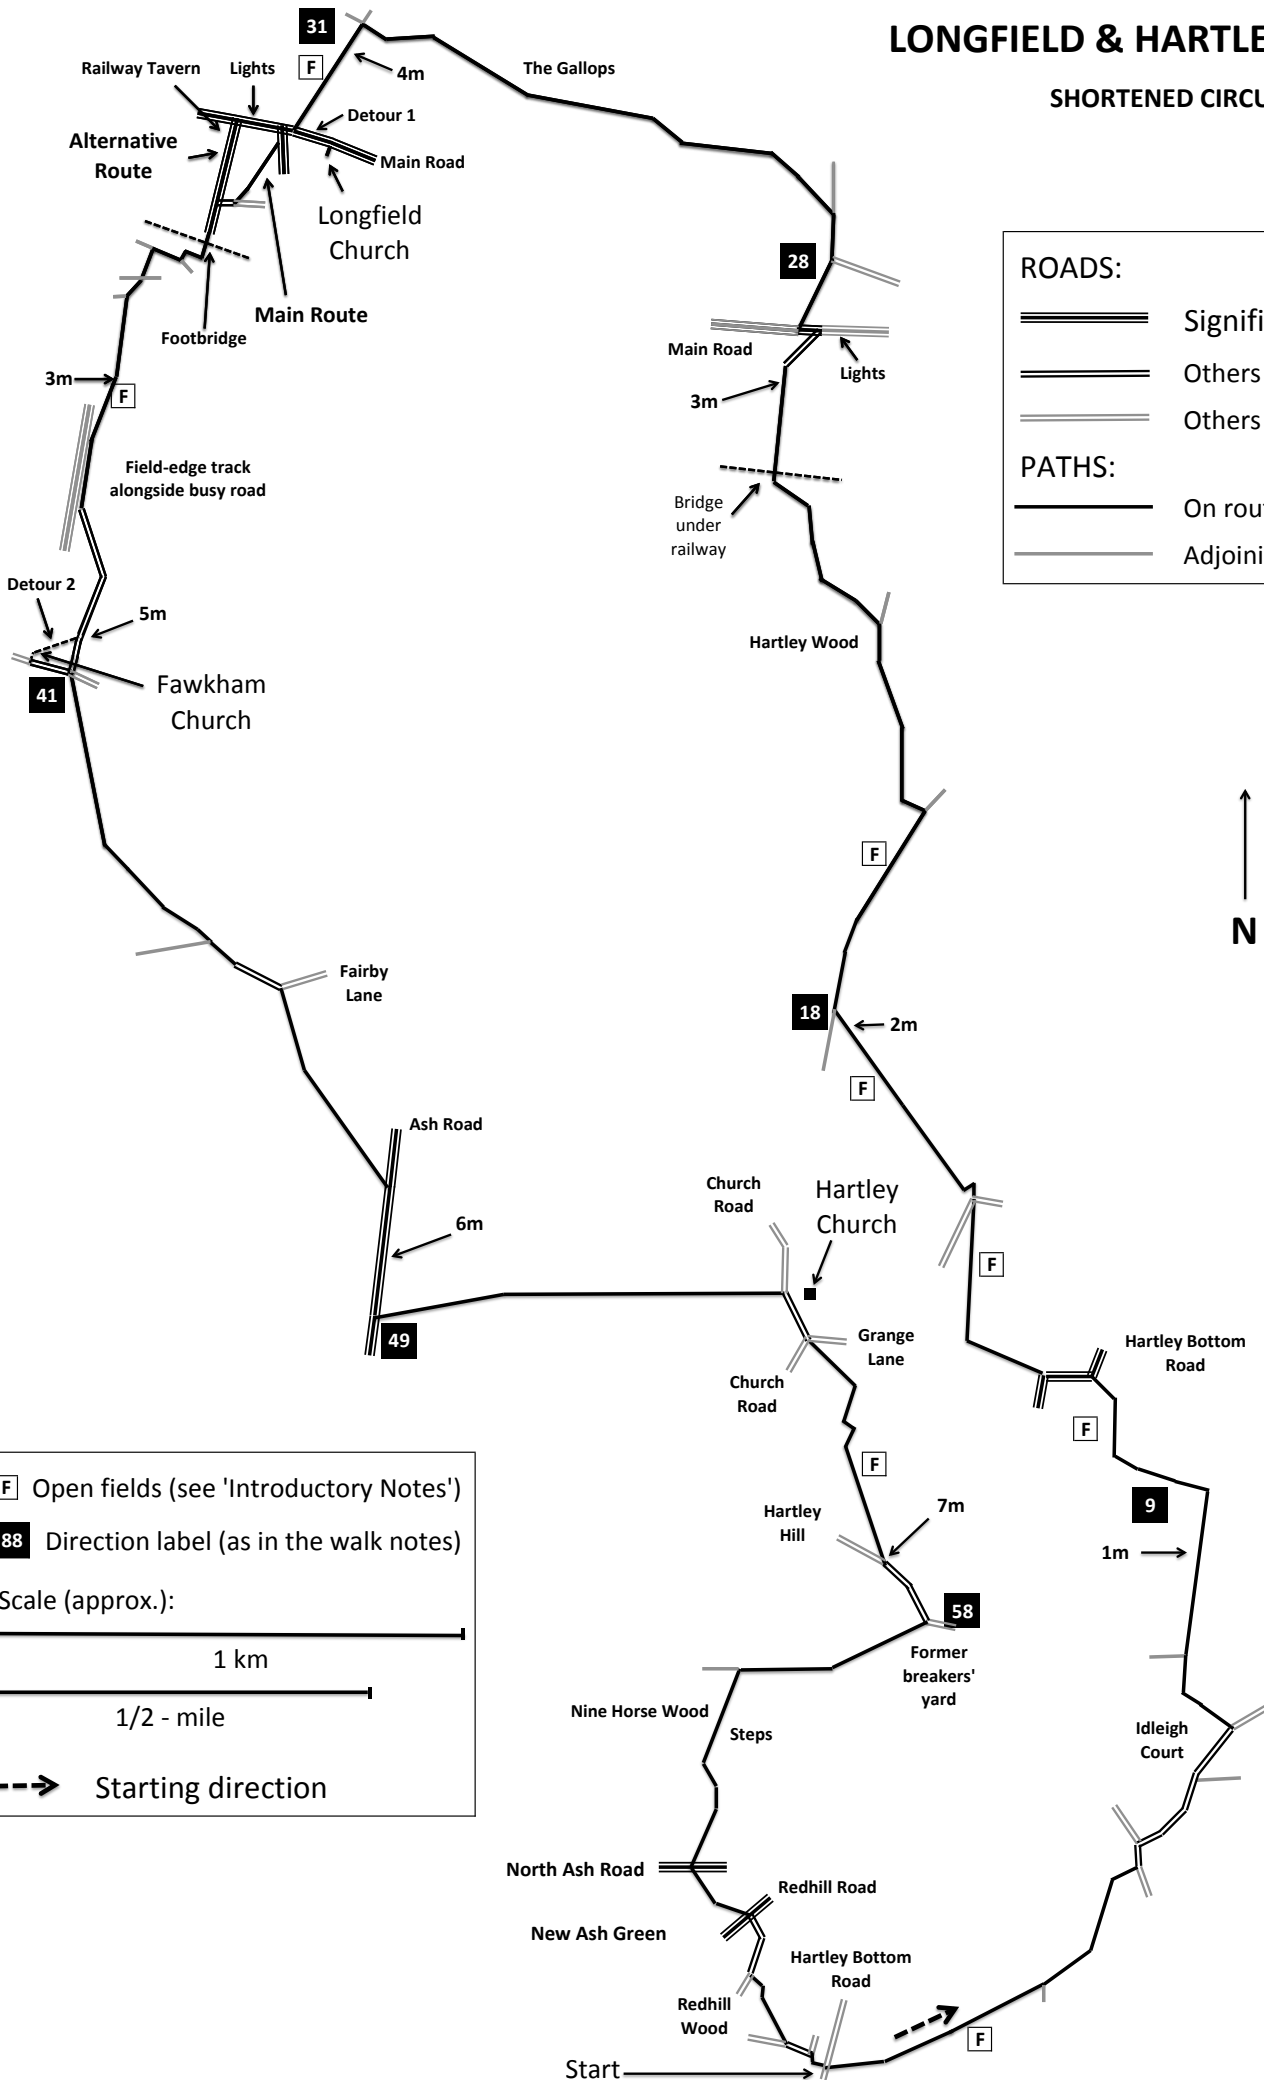 LONGFIELD & HARTLE
SHORTENED CIRCU
31
F
4m
The Gallops
Railway Tavern
Lights
Detour 1
Alternative
Route
Main Road
Longfield
Church
Main Route
Footbridge
28
Main Road
Lights
3m
ROADS:
Signifi
Others
Others
PATHS:
On rou
Adjoini
3m
F
Field-edge track
alongside busy road
Bridge
under
railway
Detour 2
5m
Hartley Wood
41
Fawkham
Church
F
N
Fairby
Lane
18
2m
F
Ash Road
Church
Road
Hartley
Church
6m
F
49
Grange
Lane
Hartley Bottom
Road
Church
Road
F
F
9
Hartley
Hill
7m
1m
58
Former
breakers'
yard
F Open fields (see 'Introductory Notes')
88 Direction label (as in the walk notes)
Scale (approx.):
1 km
1/2 - mile
Starting direction
Nine Horse Wood
Steps
Idleigh
Court
North Ash Road
Redhill Road
New Ash Green
Hartley Bottom
Road
Redhill
Wood
F
Start